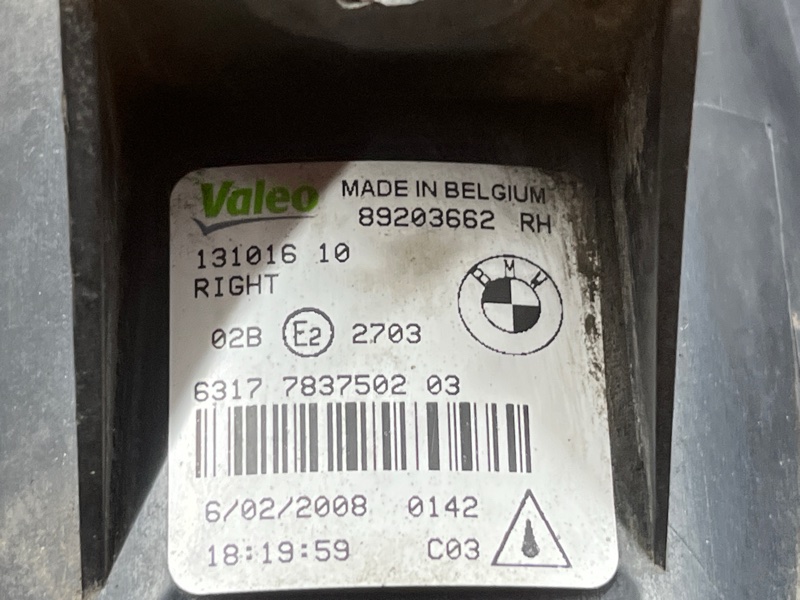 Valeo MADE IN BELGIUM
89203662 RH
131016 10
RIGHT
BMW
02B E2 2703
6317 7837502 03
6/02/2008 0142
18:19:59 C03